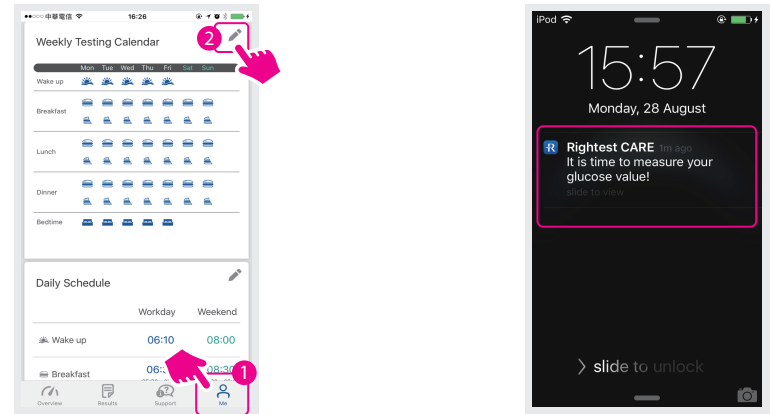 中華電信
16:26
Weekly Testing Calendar
2
Mon Tue Wed Thu Fri Sat Sun
Wake up
Breakfast
Lunch
Dinner
Bedtime
Daily Schedule
Workday Weekend
Wake up 06:10 08:00
Breakfast 06: 08:30
1
Overview Results Support Me
iPod
15:57
Monday, 28 August
Rightest CARE 1m ago
It is time to measure your
glucose value!
slide to view
slide to unlock